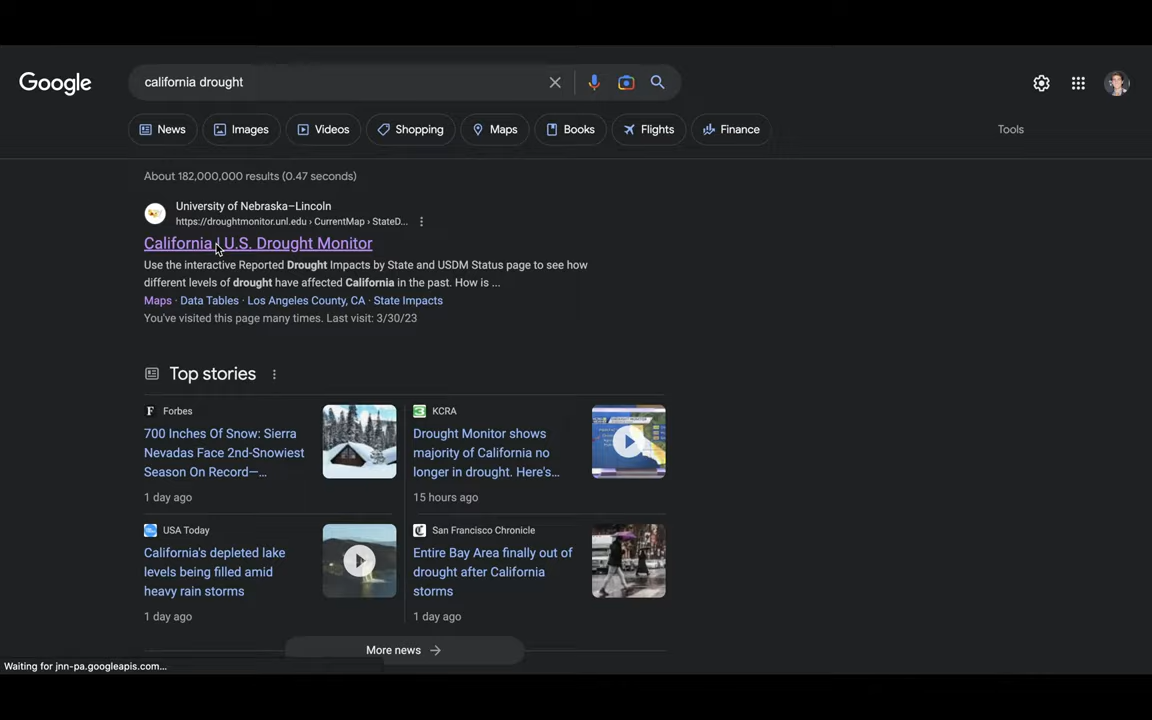 Google
california drought
News
Images
Videos
Shopping
Maps
Books
Flights
Finance
Tools
About 182,000,000 results (0.47 seconds)
University of Nebraska–Lincoln
https://droughtmonitor.unl.edu › CurrentMap › StateD...
California | U.S. Drought Monitor
Use the interactive Reported Drought Impacts by State and USDM Status page to see how
different levels of drought have affected California in the past. How is ...
Maps · Data Tables · Los Angeles County, CA · State Impacts
You've visited this page many times. Last visit: 3/30/23
Top stories
F Forbes
700 Inches Of Snow: Sierra
Nevadas Face 2nd-Snowiest
Season On Record—...
1 day ago
3 KCRA
Drought Monitor shows
majority of California no
longer in drought. Here's...
15 hours ago
USA Today
California's depleted lake
levels being filled amid
heavy rain storms
1 day ago
C San Francisco Chronicle
Entire Bay Area finally out of
drought after California
storms
1 day ago
More news
Waiting for jnn-pa.googleapis.com...